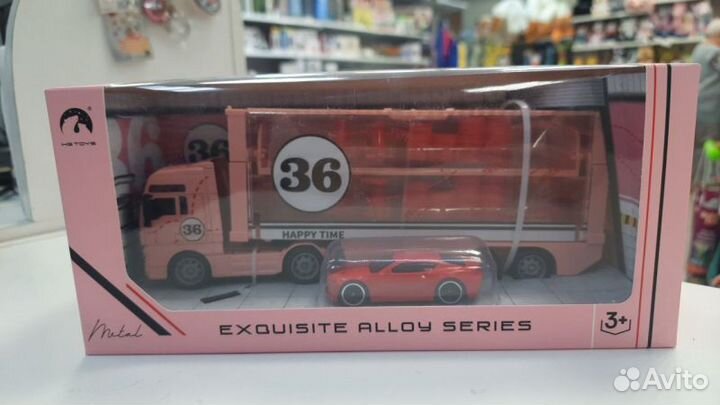 HG TOYS
36
36
36
HAPPY TIME
Metal
EXQUISITE ALLOY SERIES
3+
Avito